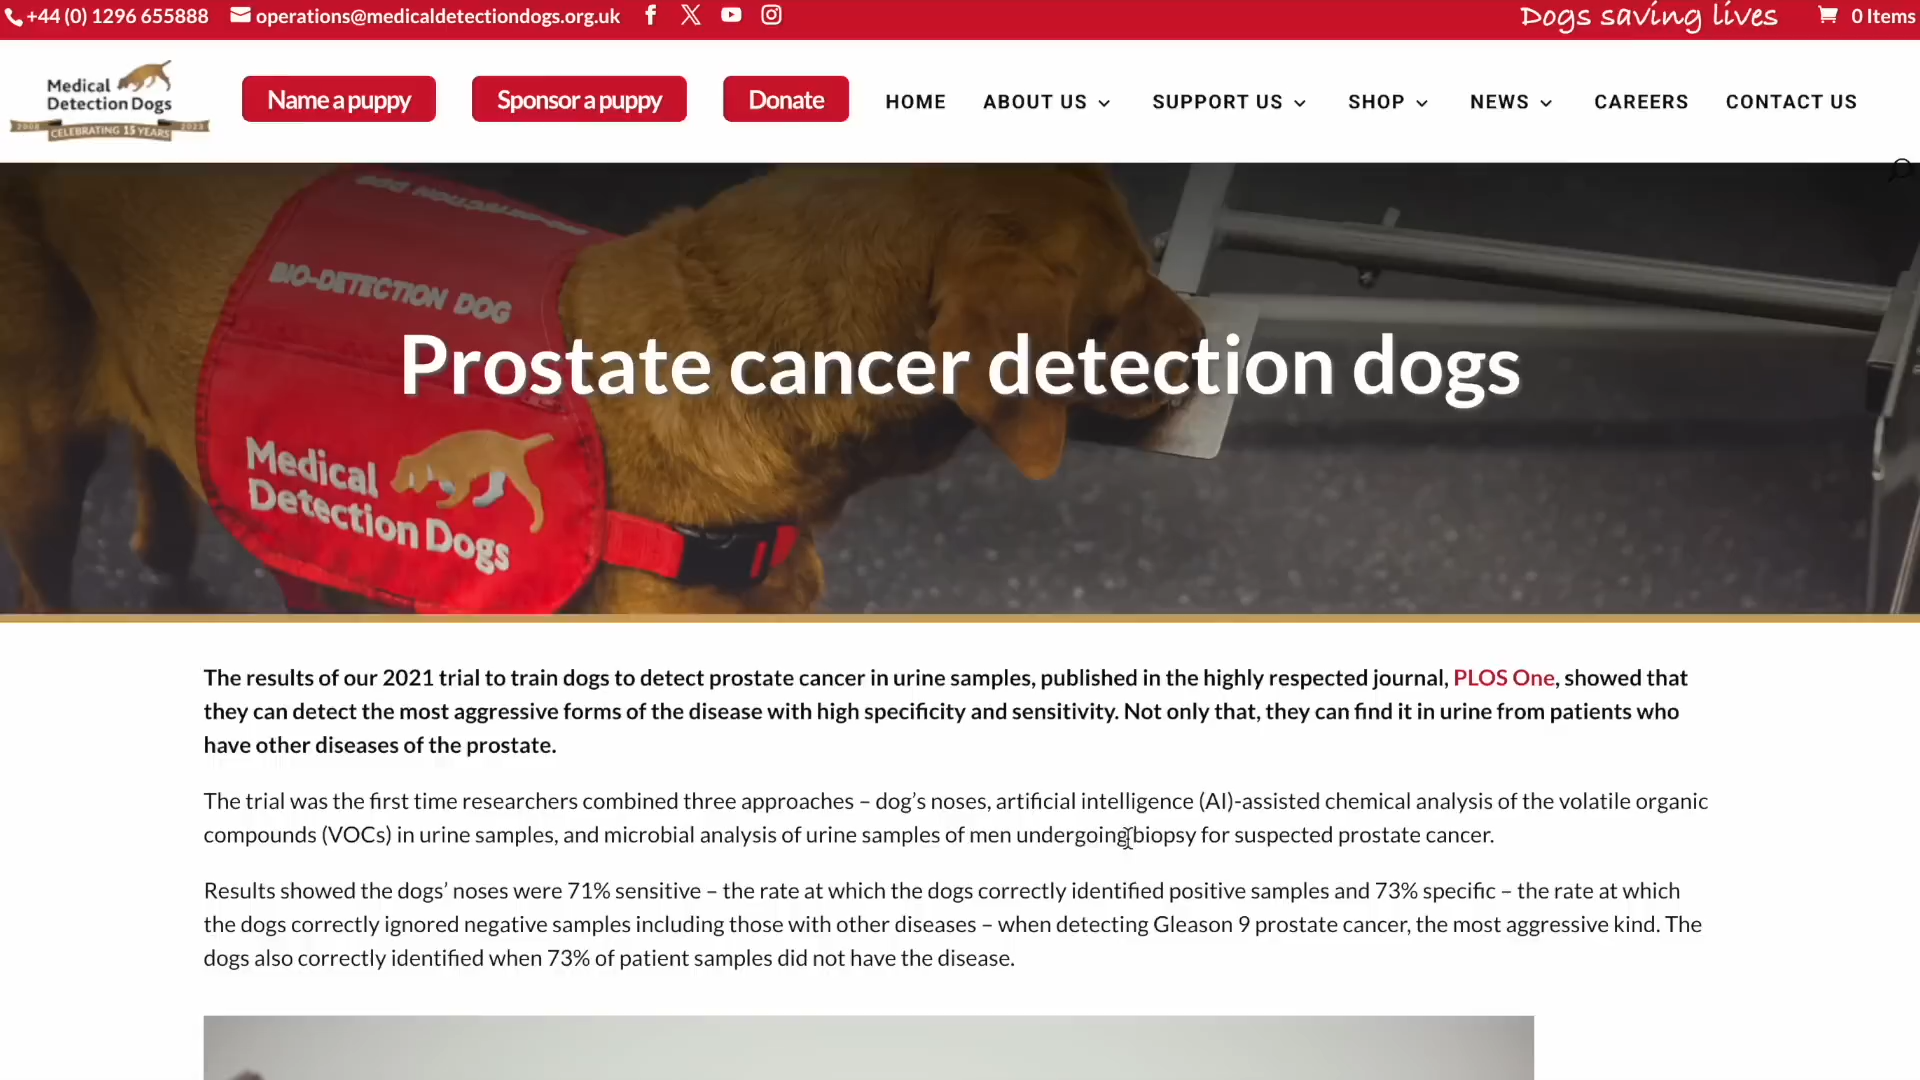 +44 (0) 1296 655888 operations@medicaldetectiondogs.org.uk Dogs saving lives 0 Items
Medical
Detection Dogs
2008 CELEBRATING 15 YEARS 2023
Name a puppy Sponsor a puppy Donate HOME ABOUT US SUPPORT US SHOP NEWS CAREERS CONTACT US
BIO-DETECTION DOG
Prostate cancer detection dogs
Medical
Detection Dogs
The results of our 2021 trial to train dogs to detect prostate cancer in urine samples, published in the highly respected journal, PLOS One, showed that
they can detect the most aggressive forms of the disease with high specificity and sensitivity. Not only that, they can find it in urine from patients who
have other diseases of the prostate.
The trial was the first time researchers combined three approaches – dog’s noses, artificial intelligence (AI)-assisted chemical analysis of the volatile organic
compounds (VOCs) in urine samples, and microbial analysis of urine samples of men undergoing biopsy for suspected prostate cancer.
Results showed the dogs’ noses were 71% sensitive – the rate at which the dogs correctly identified positive samples and 73% specific – the rate at which
the dogs correctly ignored negative samples including those with other diseases – when detecting Gleason 9 prostate cancer, the most aggressive kind. The
dogs also correctly identified when 73% of patient samples did not have the disease.